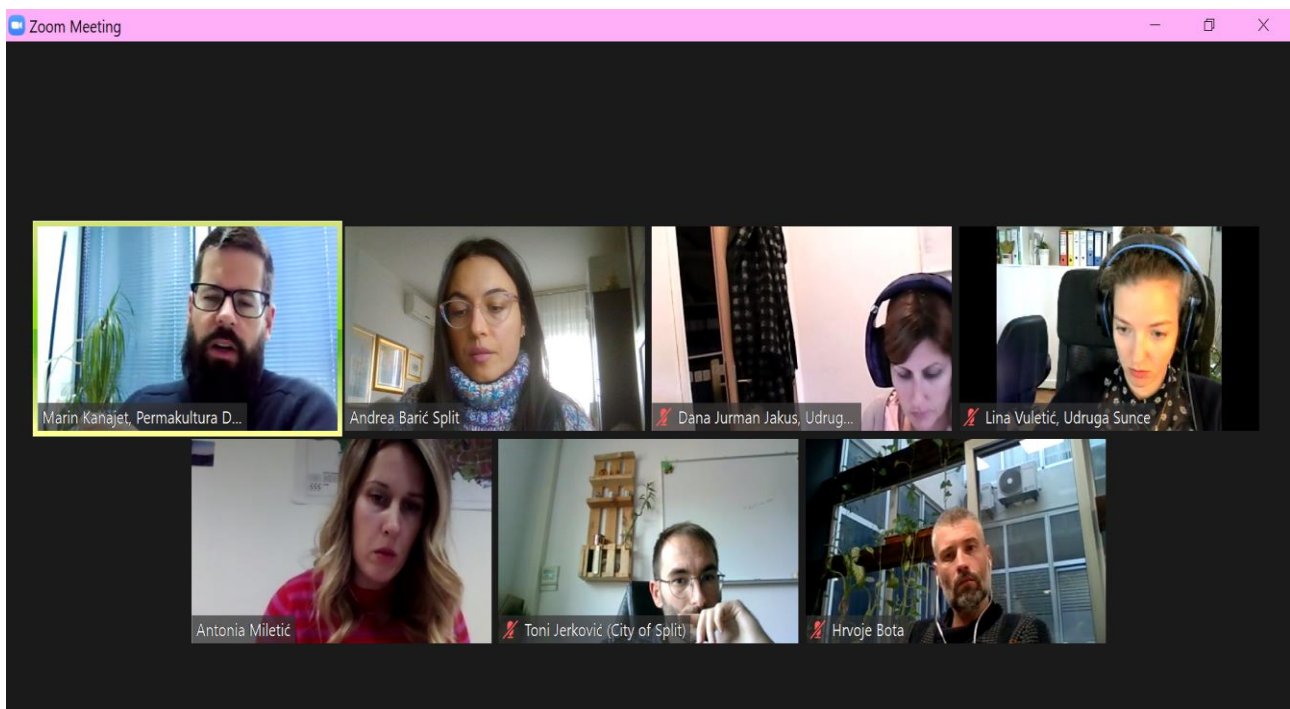 Zoom Meeting
Marin Kanajet, Permakultura D...
Andrea Barić Split
Dana Jurman Jakus, Udrug...
Lina Vuletić, Udruga Sunce
Antonia Miletić
Toni Jerković (City of Split)
Hrvoje Bota